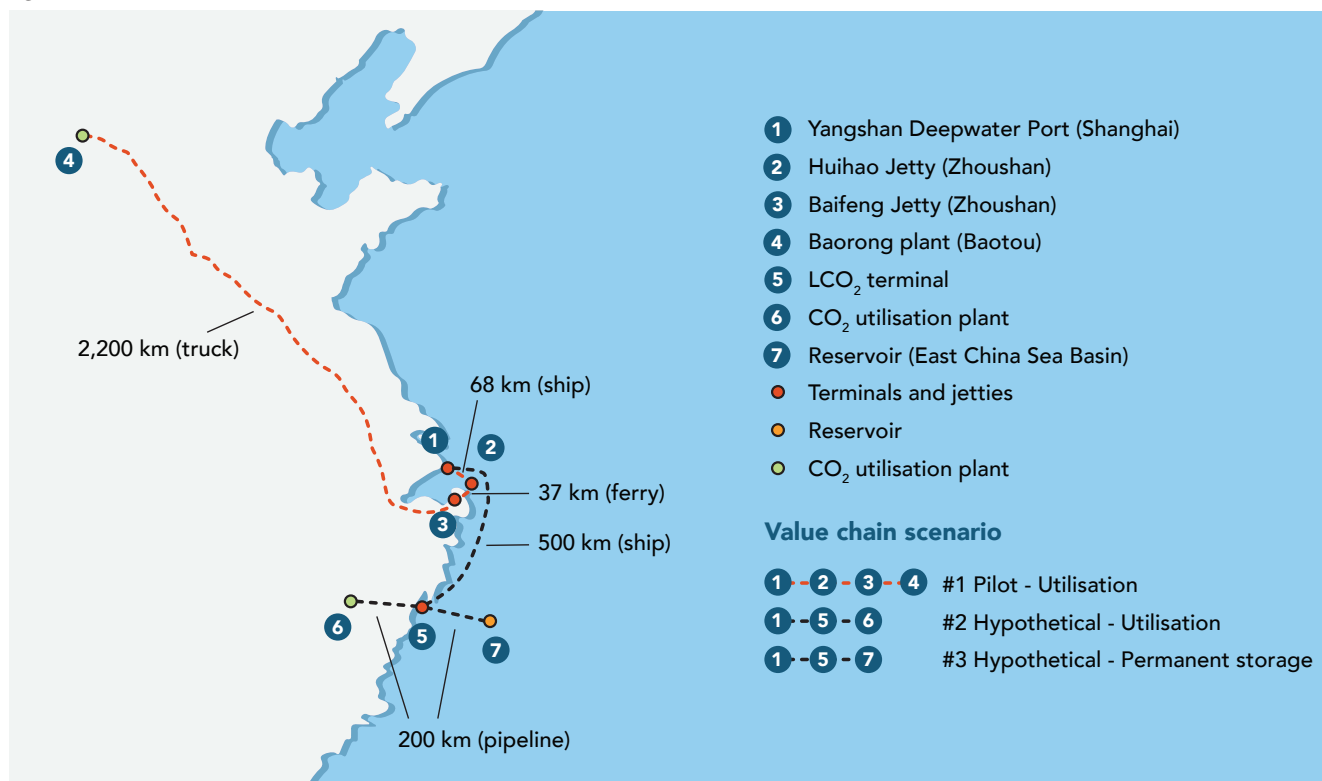 4
2,200 km (truck)
68 km (ship)
1
2
37 km (ferry)
3
500 km (ship)
6
5
7
200 km (pipeline)
1 Yangshan Deepwater Port (Shanghai)
2 Huihao Jetty (Zhoushan)
3 Baifeng Jetty (Zhoushan)
4 Baorong plant (Baotou)
5 LCO₂ terminal
6 CO₂ utilisation plant
7 Reservoir (East China Sea Basin)
Terminals and jetties
Reservoir
CO₂ utilisation plant
Value chain scenario
1 2 3 4 #1 Pilot - Utilisation
1 5 6 #2 Hypothetical - Utilisation
1 5 7 #3 Hypothetical - Permanent storage